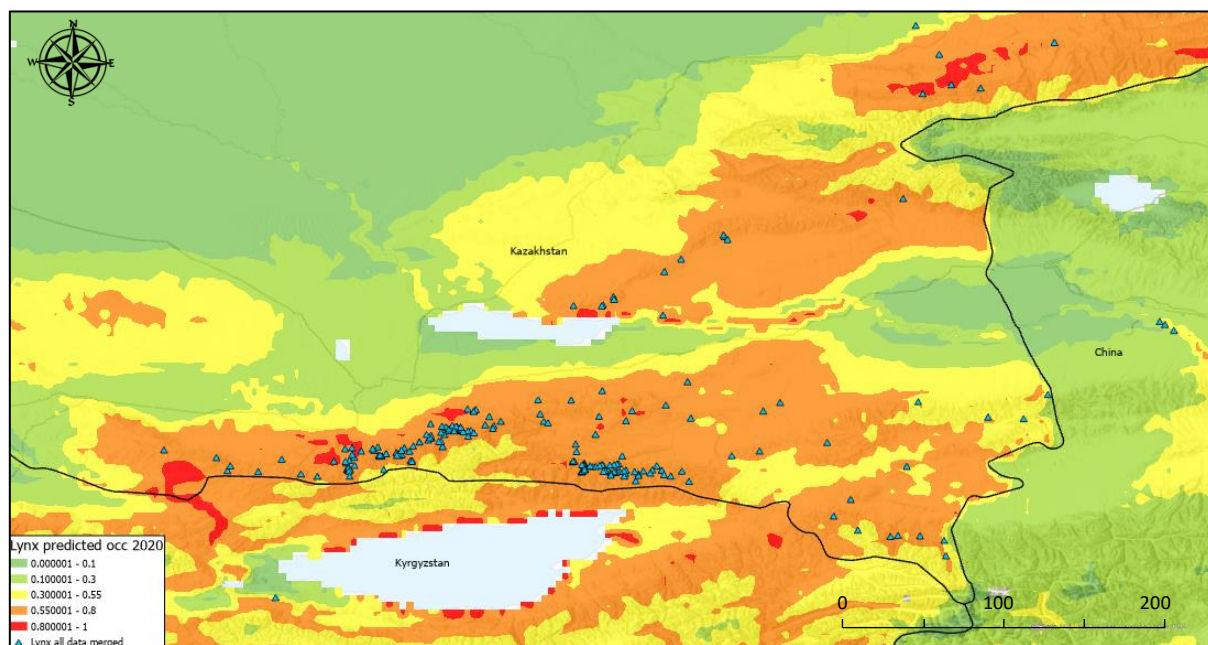 N
W E
S
Kazakhstan
China
Kyrgyzstan
Lynx predicted occ 2020
0.000001 - 0.1
0.100001 - 0.3
0.300001 - 0.55
0.550001 - 0.8
0.800001 - 1
Lynx all data merged
0 100 200